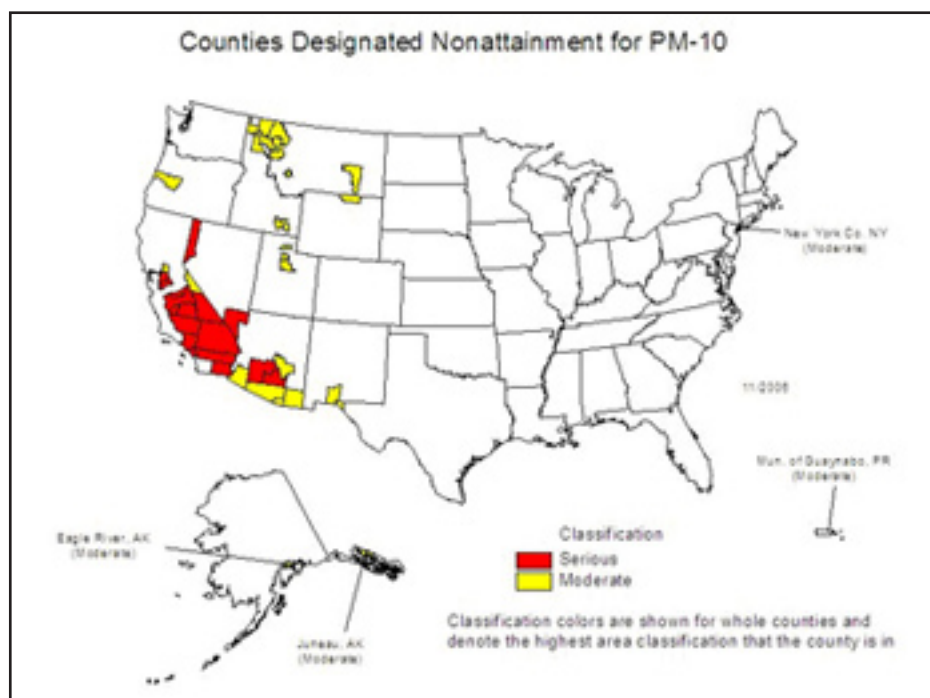 Counties Designated Nonattainment for PM-10
New York Co, NY
(Moderate)
11/2006
Mun. of Guaynabo, PR
(Moderate)
Eagle River, AK
(Moderate)
Juneau, AK
(Moderate)
Classification
Serious
Moderate
Classification colors are shown for whole counties and
denote the highest area classification that the county is in